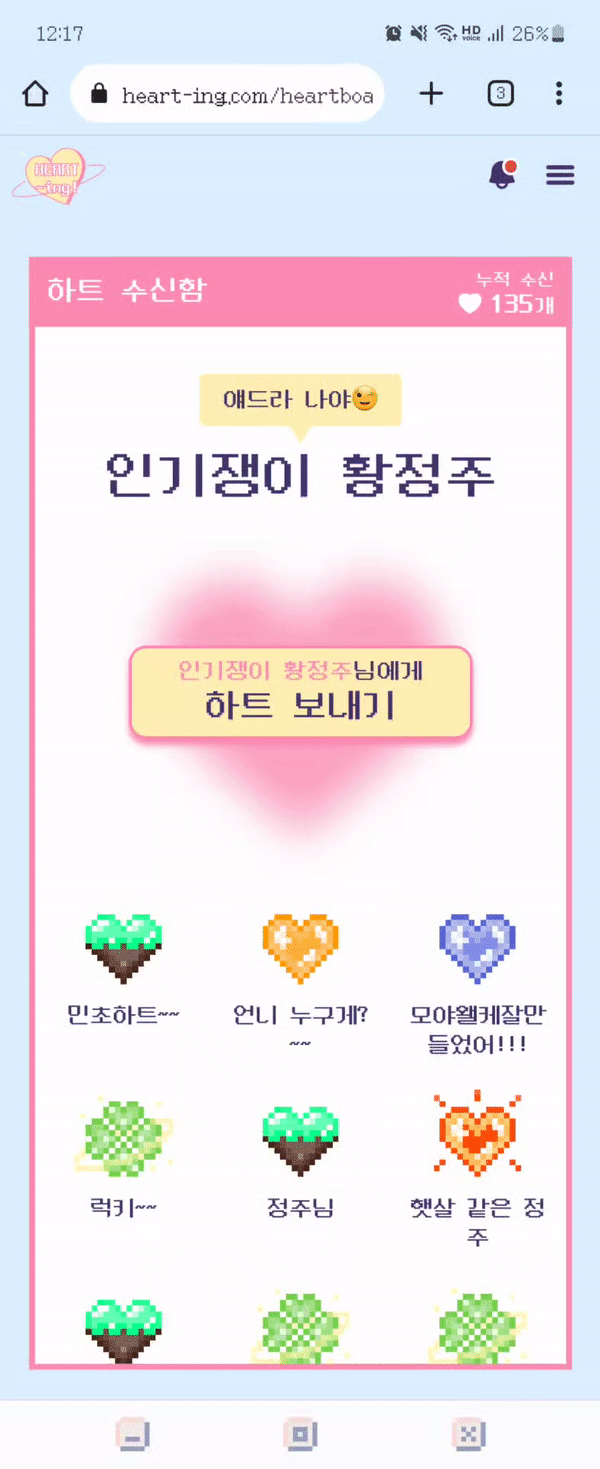 12:17
HD voice 26%
heart-ing.com/heartboa
3
HEART
-ing!
하트 수신함
누적 수신
135개
얘드라 나야😉
인기쟁이 황정주
인기쟁이 황정주님에게
하트 보내기
민초하트~~
언니 누구게?
~~
모야왤케잘만
들었어!!!
럭키~~
정주님
햇살 같은 정
주